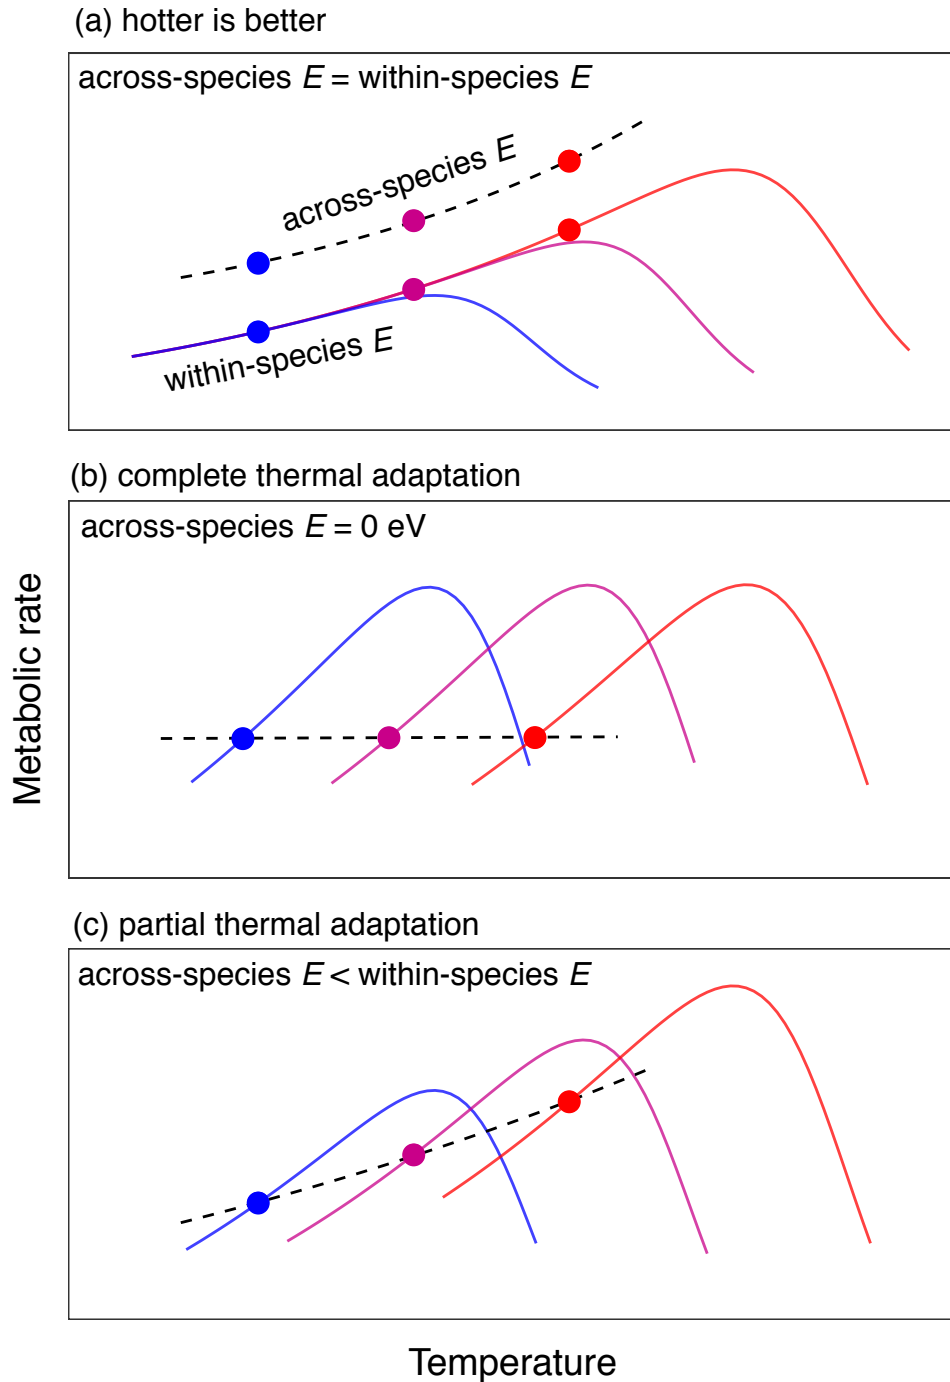 (a) hotter is better
across-species E = within-species E
across-species E
within-species E
(b) complete thermal adaptation
across-species E = 0 eV
Metabolic rate
(c) partial thermal adaptation
across-species E < within-species E
Temperature